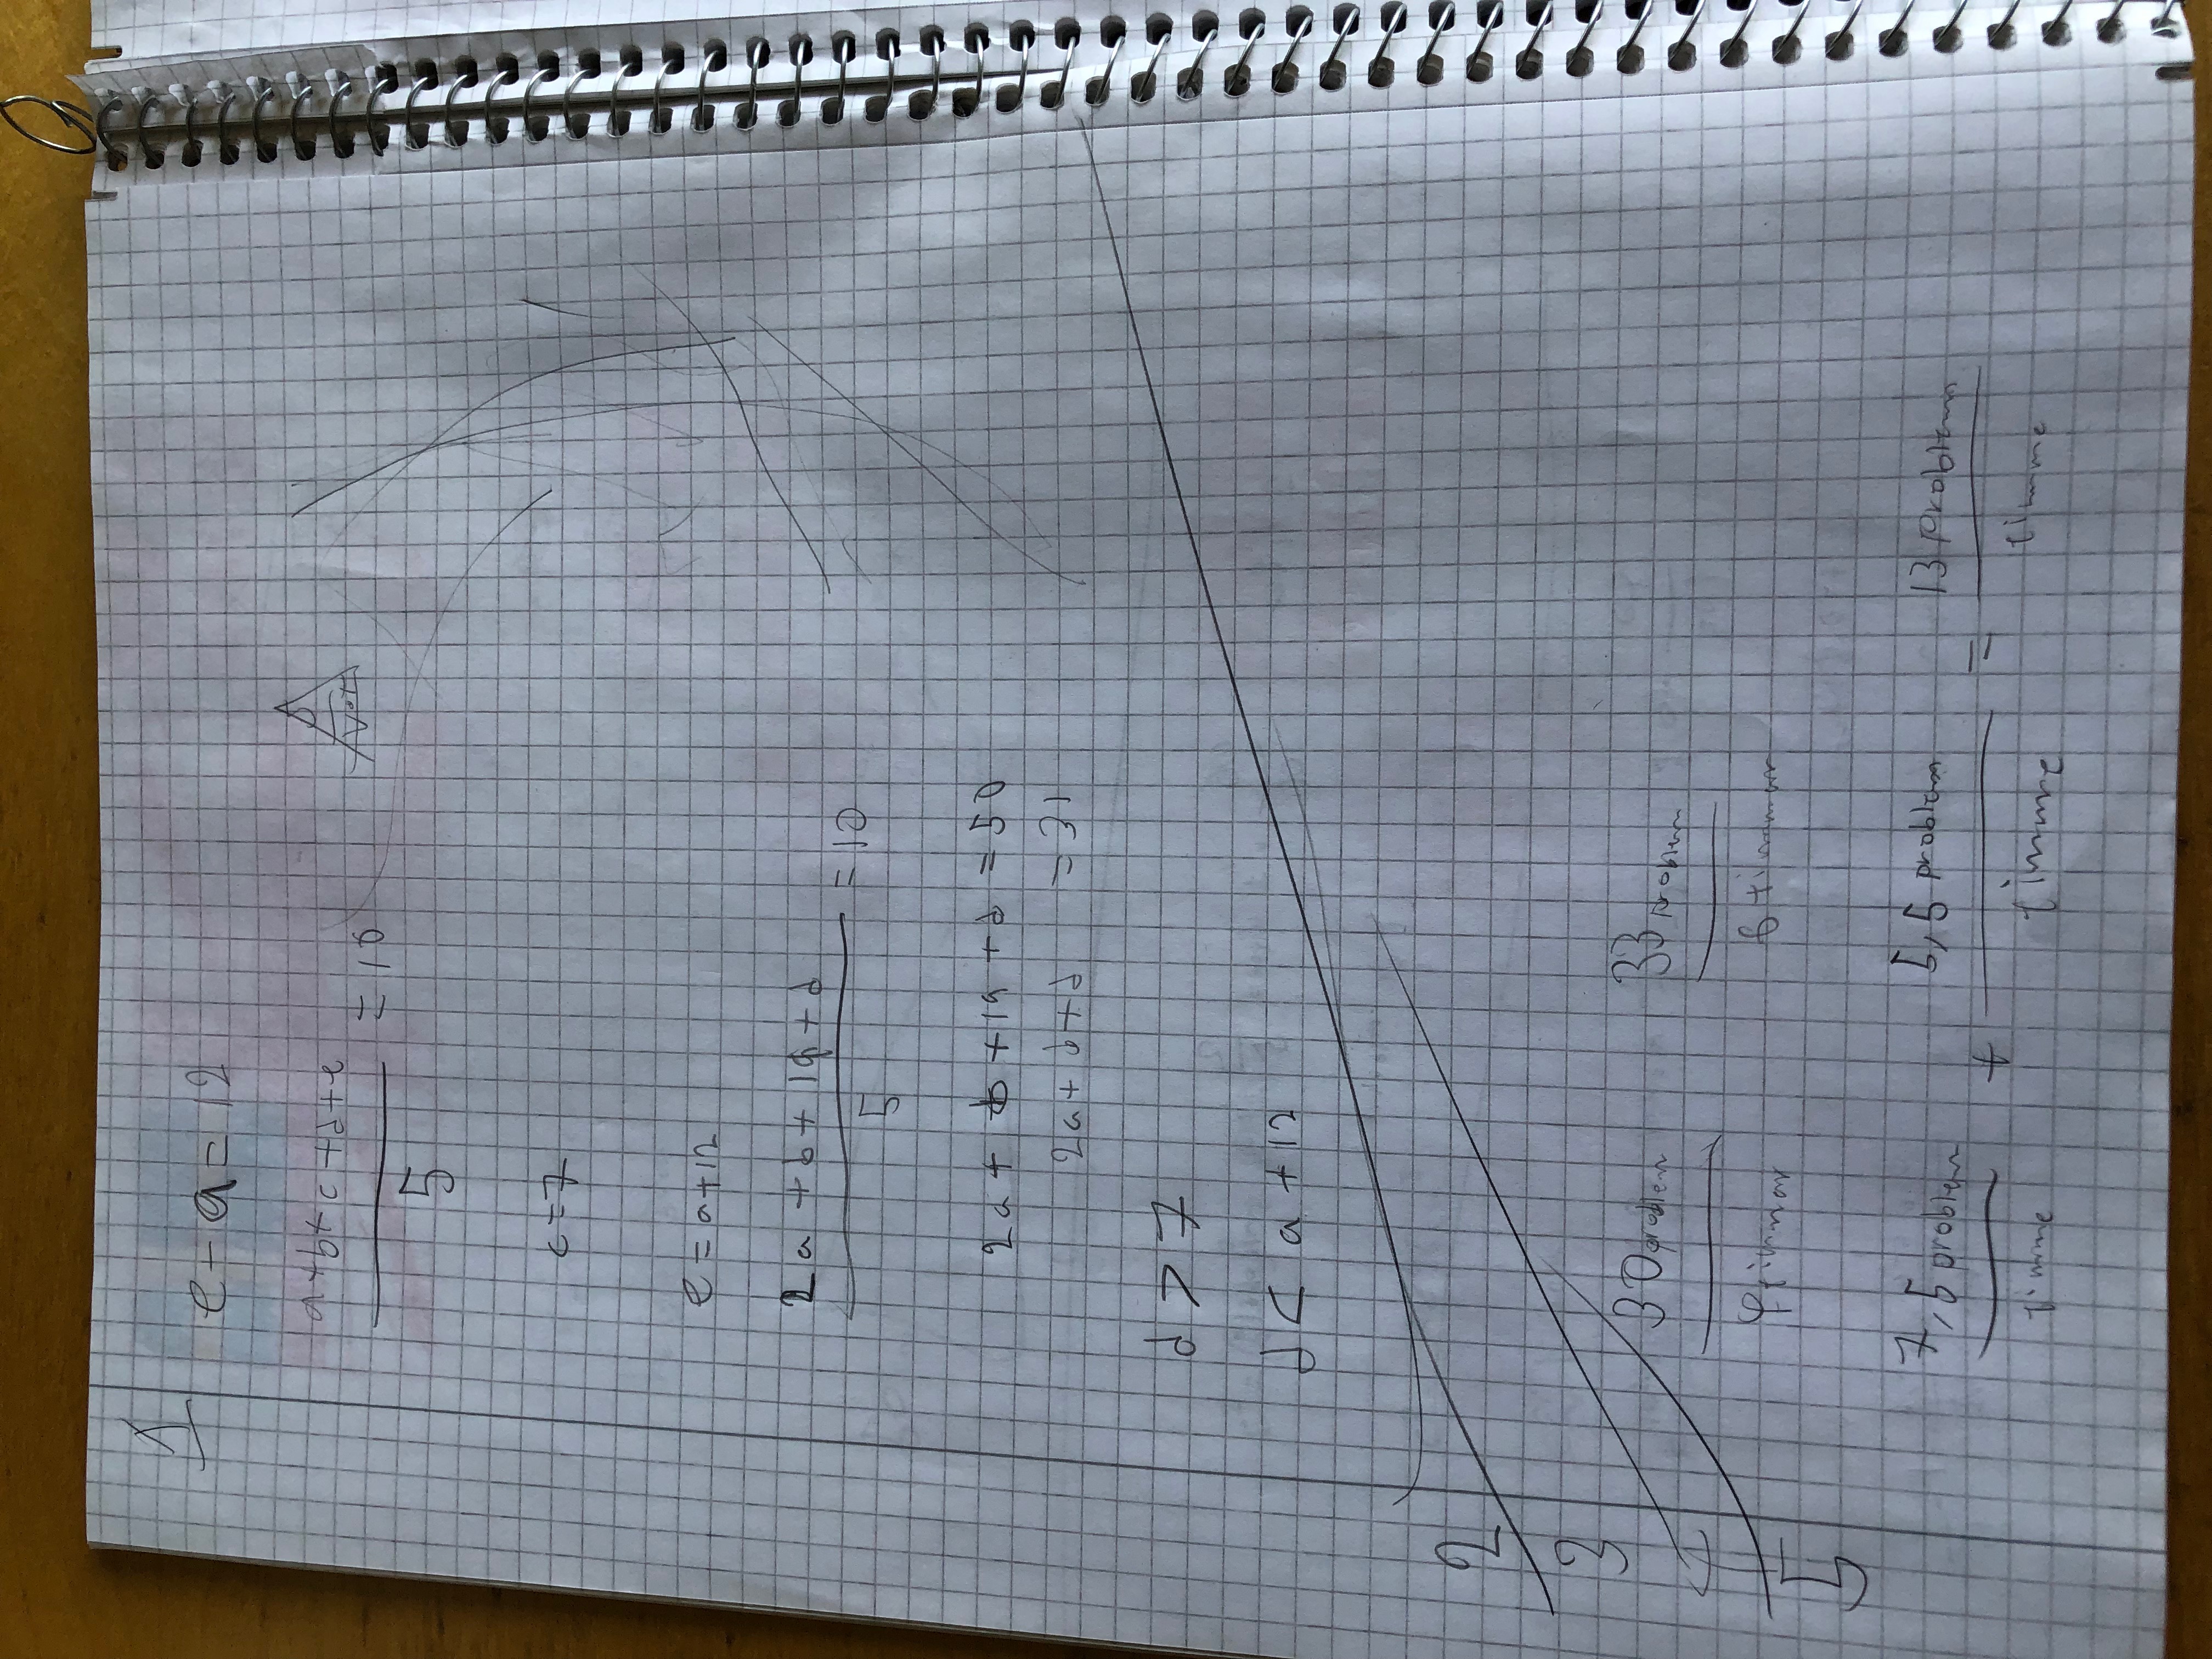 1
e - a = 12
a+b+c+d+e
= 10
5
c=7
e = a+12
2a + b + 19 + d
= 10
5
2a + b + 19 + d = 50
2a + b + d = 31
d > 7
d < a + 12
2
3
4
5
30 problem 33 problem
4 timmar 6 timmar
7,5 problem 5,5 problem 13 problem
+ =
timme timme timme